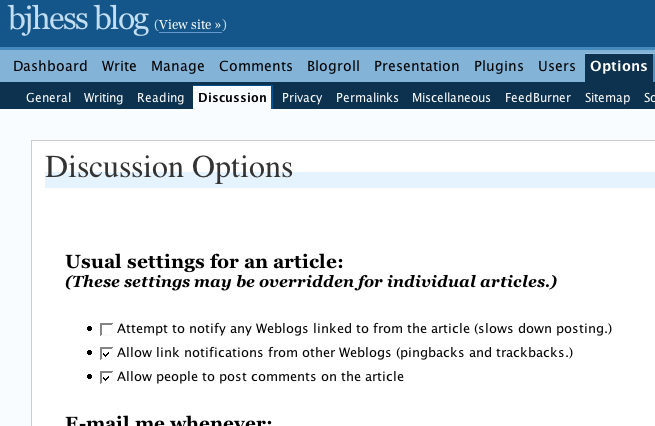 bjhess blog (View site »)
Dashboard Write Manage Comments Blogroll Presentation Plugins Users Options
General Writing Reading Discussion Privacy Permalinks Miscellaneous FeedBurner Sitemap
Discussion Options
Usual settings for an article:
(These settings may be overridden for individual articles.)
Attempt to notify any Weblogs linked to from the article (slows down posting.)
Allow link notifications from other Weblogs (pingbacks and trackbacks.)
Allow people to post comments on the article
E-mail me whenever: